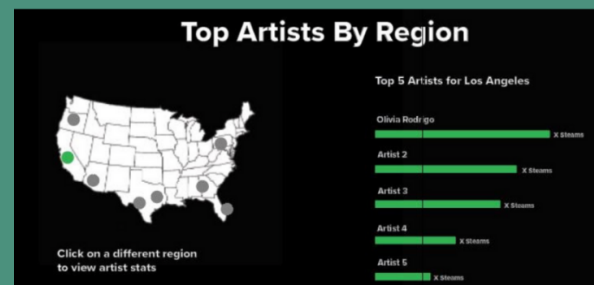 Top Artists By Region
Top 5 Artists for Los Angeles
Olivia Rodrigo
X Steams
Artist 2
X Steams
Artist 3
X Steams
Artist 4
X Steams
Artist 5
X Steams
Click on a different region
to view artist stats